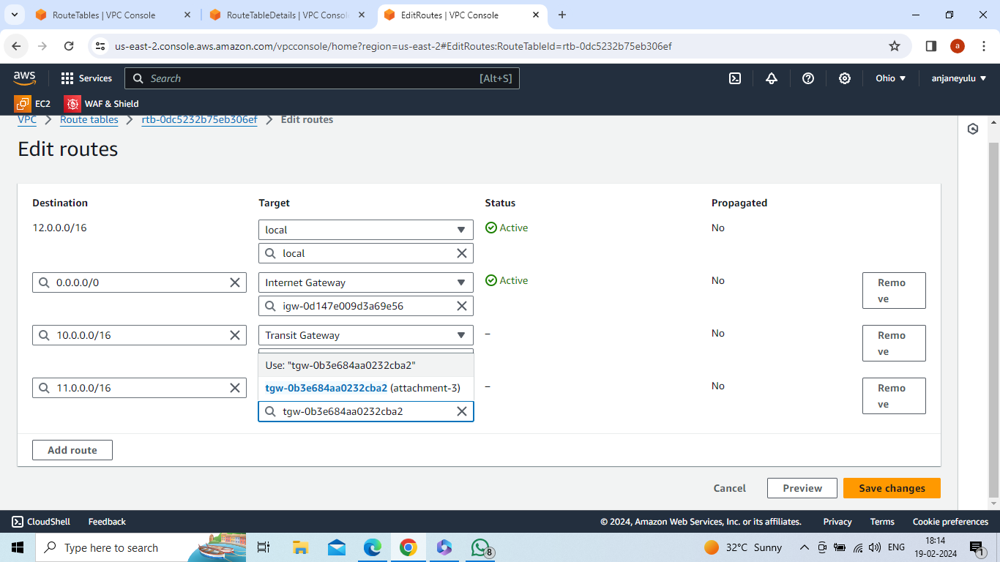 RouteTables | VPC Console
RouteTableDetails | VPC Consol
EditRoutes | VPC Console
us-east-2.console.aws.amazon.com/vpcconsole/home?region=us-east-2#EditRoutes:RouteTableId=rtb-0dc5232b75eb306ef
a
aws
Services
Search
[Alt+S]
Ohio
anjaneyulu
EC2
WAF & Shield
VPC
Route tables
rtb-0dc5232b75eb306ef
Edit routes
Edit routes
Destination
Target
Status
Propagated
12.0.0.0/16
local
Active
No
local
0.0.0.0/0
Internet Gateway
Active
No
Remo
ve
igw-0d147e009d3a69e56
10.0.0.0/16
Transit Gateway
–
No
Remo
ve
Use: "tgw-0b3e684aa0232cba2"
11.0.0.0/16
tgw-0b3e684aa0232cba2 (attachment-3)
–
No
Remo
ve
tgw-0b3e684aa0232cba2
Add route
Cancel
Preview
Save changes
CloudShell
Feedback
© 2024, Amazon Web Services, Inc. or its affiliates.
Privacy
Terms
Cookie preferences
Type here to search
8
32°C Sunny
ENG
18:14
19-02-2024
1